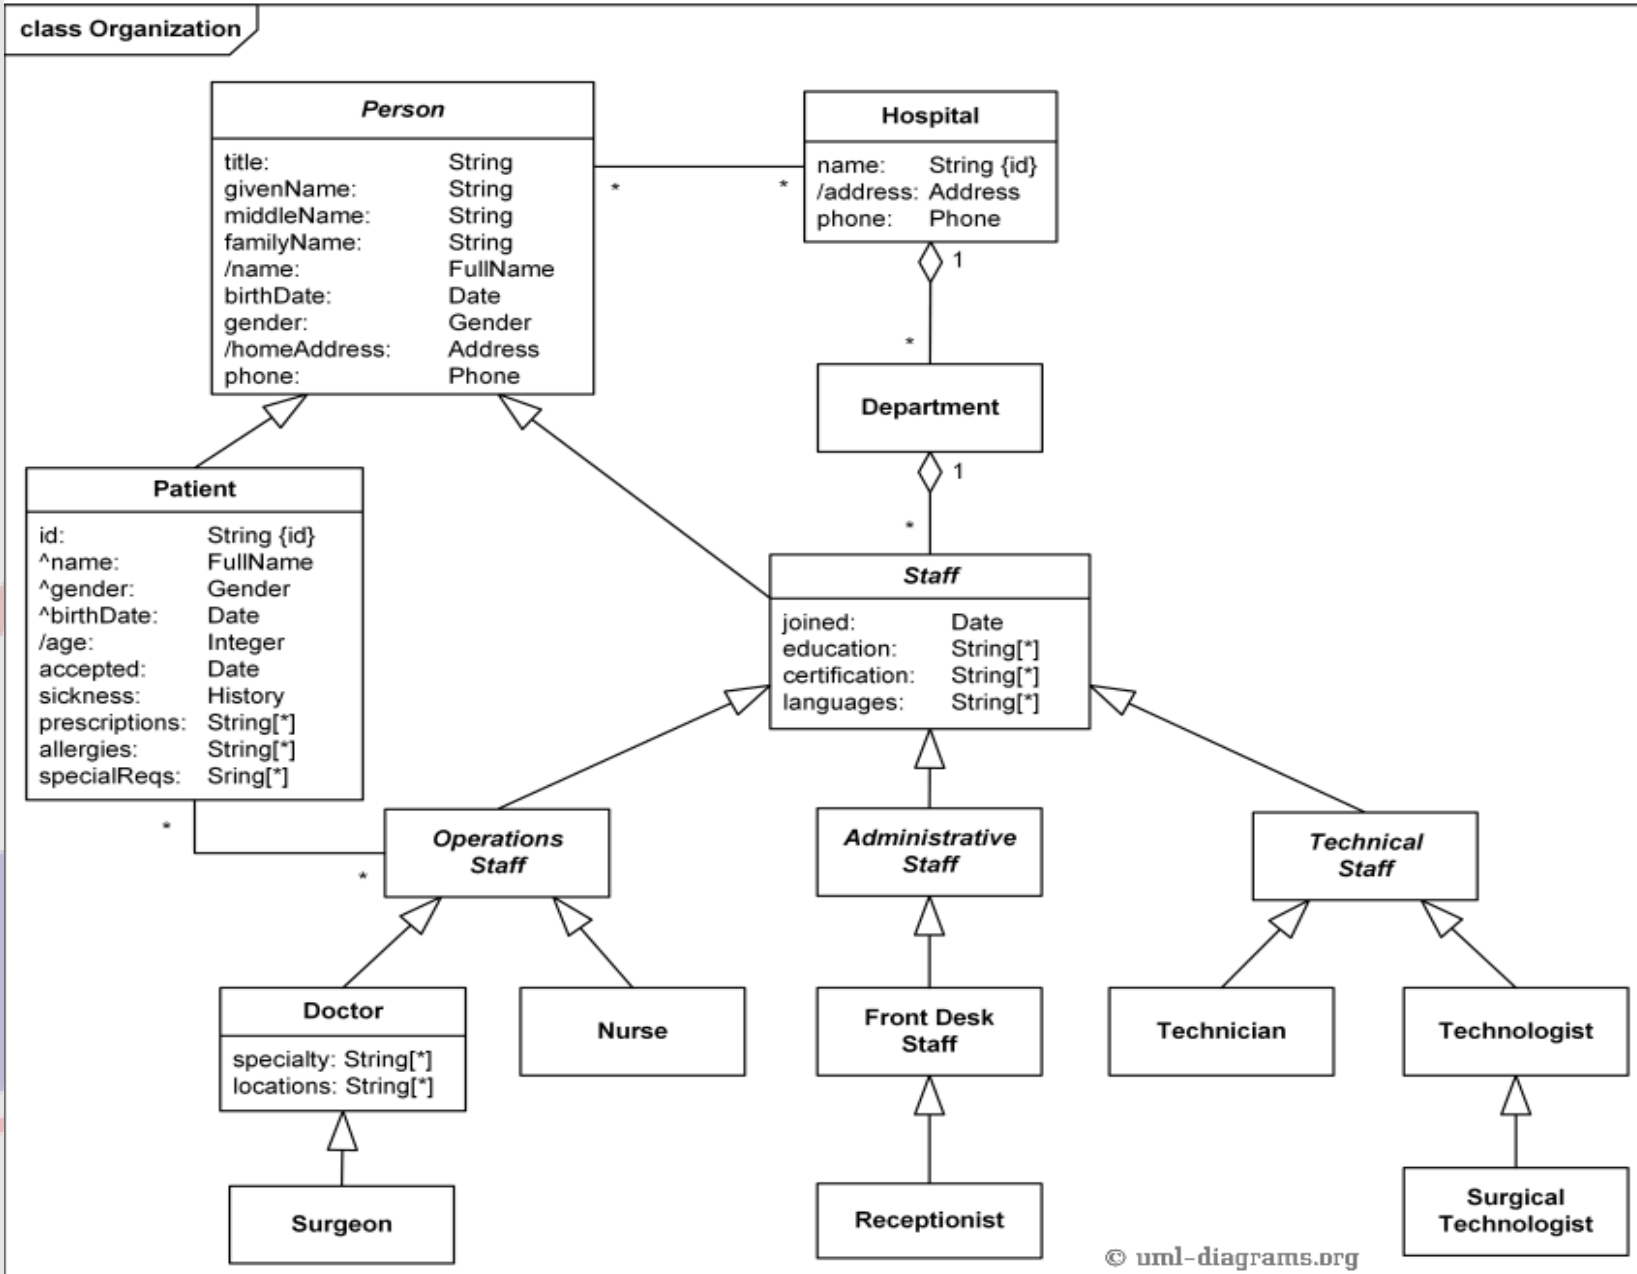 class Organization
Person
title: String
givenName: String
middleName: String
familyName: String
/name: FullName
birthDate: Date
gender: Gender
/homeAddress: Address
phone: Phone
*
*
Hospital
name: String {id}
/address: Address
phone: Phone
1
*
Department
1
*
Patient
id: String {id}
^name: FullName
^gender: Gender
^birthDate: Date
/age: Integer
accepted: Date
sickness: History
prescriptions: String[*]
allergies: String[*]
specialReqs: Sring[*]
*
*
Staff
joined: Date
education: String[*]
certification: String[*]
languages: String[*]
Operations
Staff
Administrative
Staff
Technical
Staff
Doctor
specialty: String[*]
locations: String[*]
Nurse
Front Desk
Staff
Technician
Technologist
Surgeon
Receptionist
Surgical
Technologist
© uml-diagrams.org